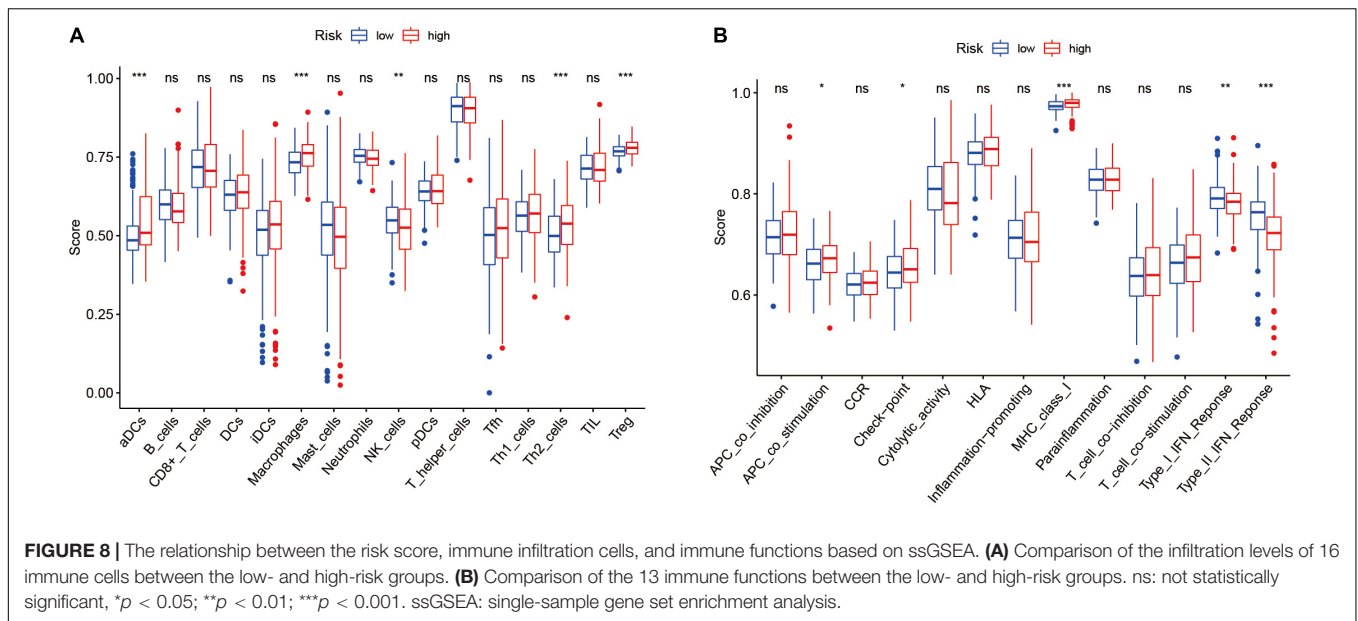 A
Risk low high
*** ns ns ns ns *** ns ns ** ns ns ns ns *** ns ***
1.00
0.75
0.50
0.25
0.00
Score
aDCs
B_cells
CD8+_T_cells
DCs
iDCs
Macrophages
Mast_cells
Neutrophils
NK_cells
pDCs
T_helper_cells
Tfh
Th1_cells
Th2_cells
TIL
Treg
B
Risk low high
ns * ns * ns ns ns *** ns ns ns ** ***
1.0
0.8
0.6
Score
APC_co_inhibition
APC_co_stimulation
CCR
Check-point
Cytolytic_activity
HLA
Inflammation-promoting
MHC_class_I
Parainflammation
T_cell_co-inhibition
T_cell_co-stimulation
Type_I_IFN_Reponse
Type_II_IFN_Reponse
FIGURE 8 | The relationship between the risk score, immune infiltration cells, and immune functions based on ssGSEA. (A) Comparison of the infiltration levels of 16
immune cells between the low- and high-risk groups. (B) Comparison of the 13 immune functions between the low- and high-risk groups. ns: not statistically
significant, *p < 0.05; **p < 0.01; ***p < 0.001. ssGSEA: single-sample gene set enrichment analysis.